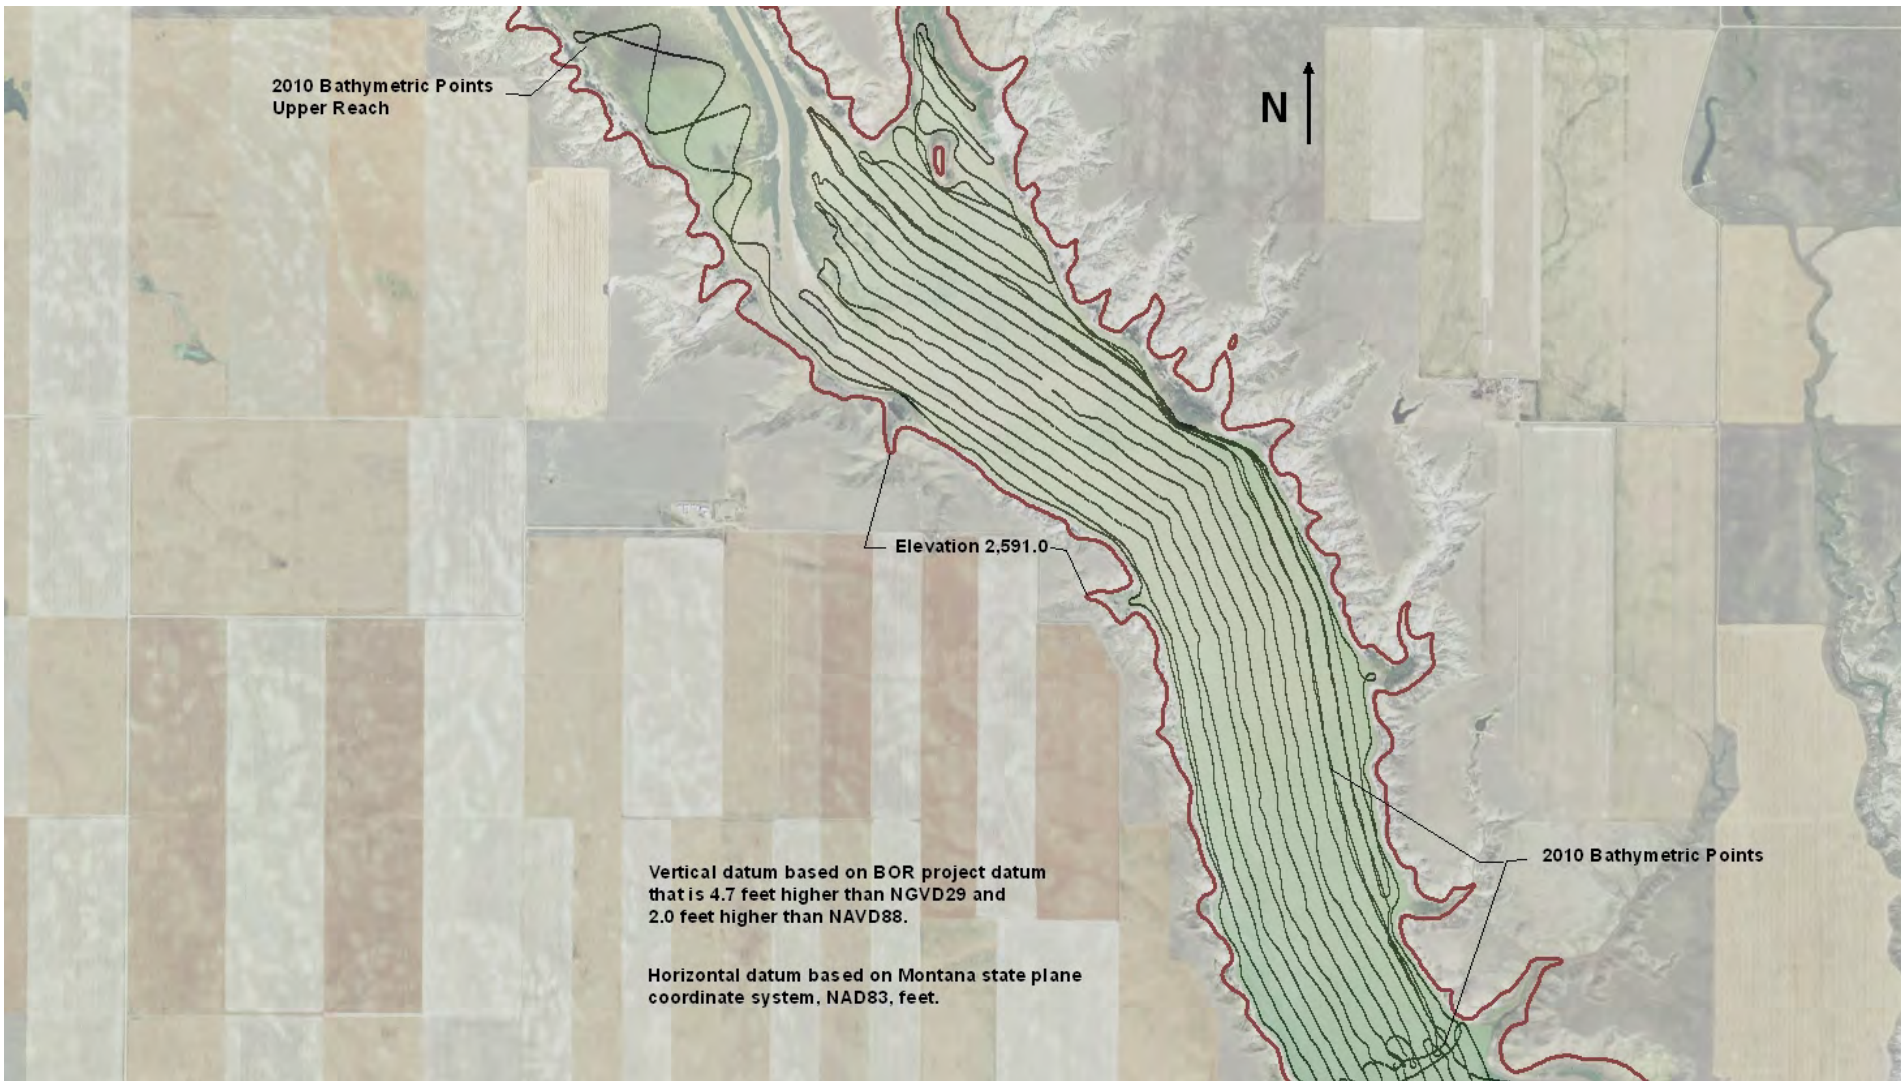 2010 Bathymetric Points
Upper Reach
N
Elevation 2,591.0
2010 Bathymetric Points
Vertical datum based on BOR project datum
that is 4.7 feet higher than NGVD29 and
2.0 feet higher than NAVD88.
Horizontal datum based on Montana state plane
coordinate system, NAD83, feet.